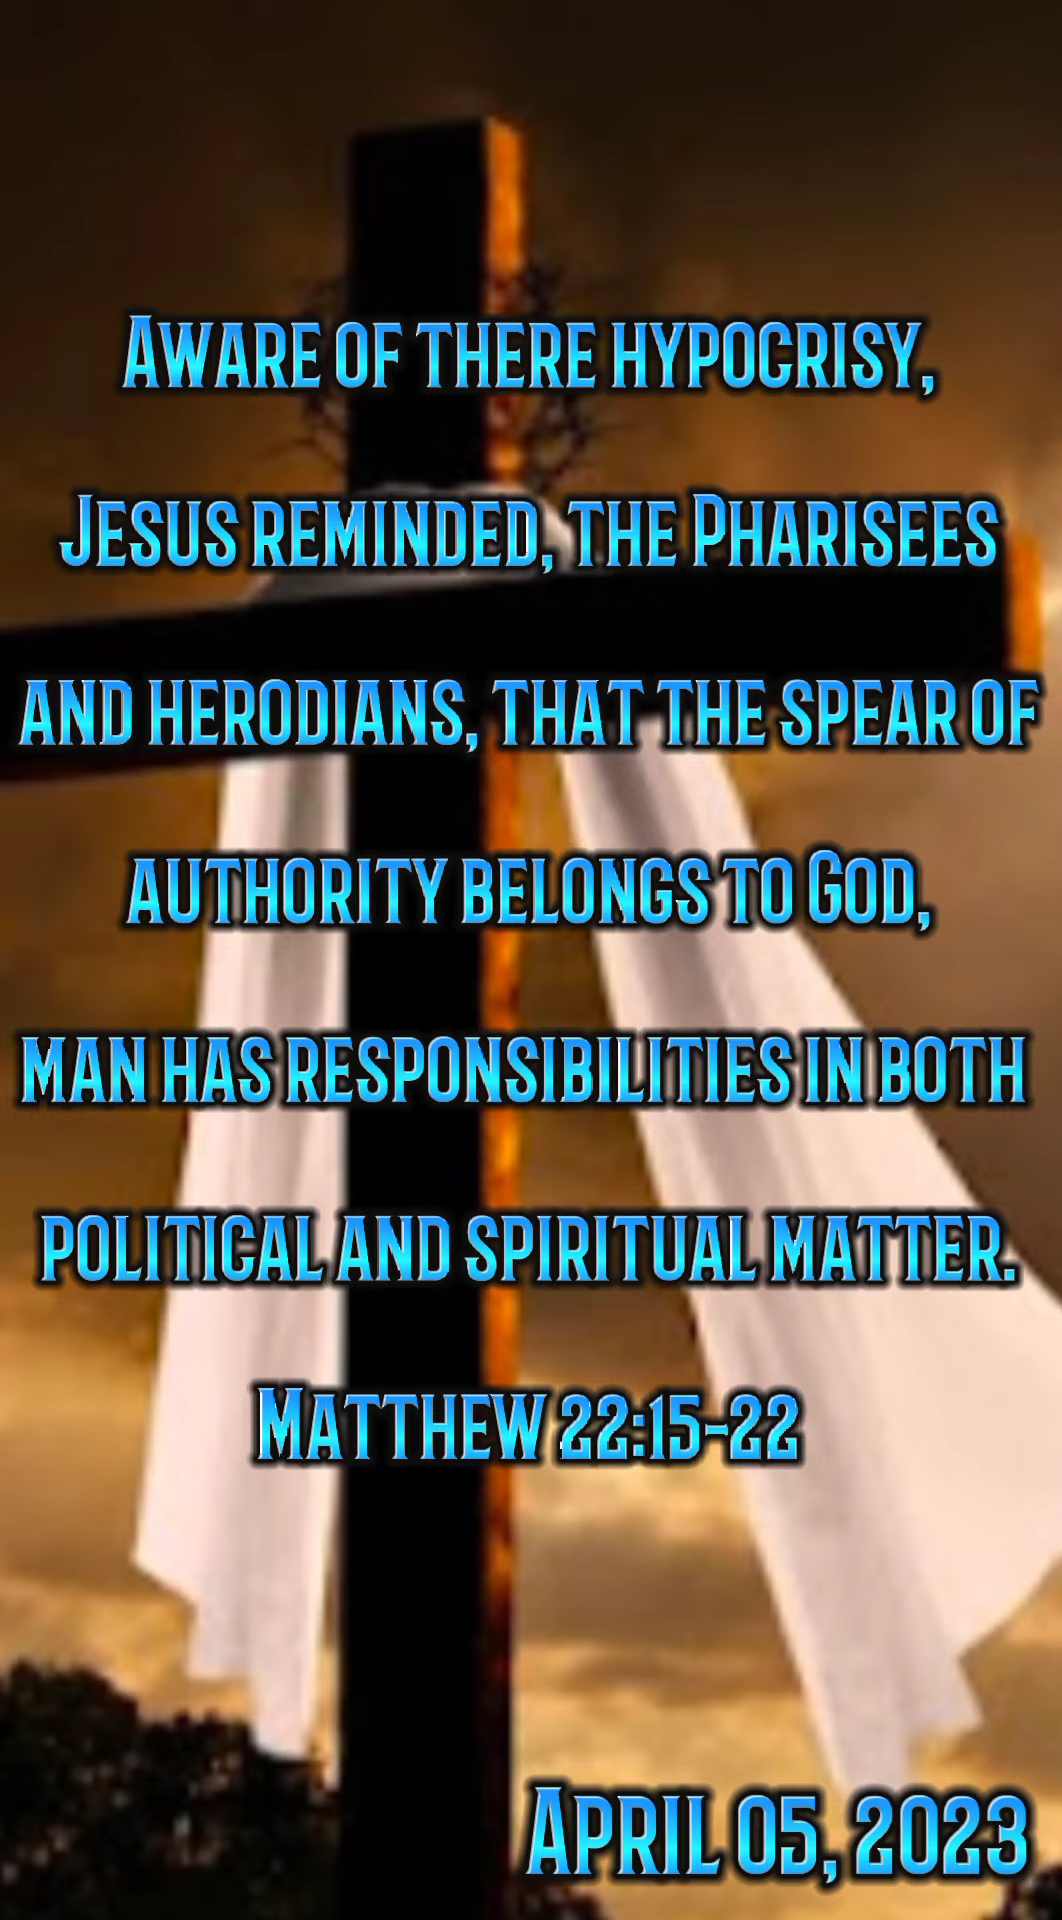 Aware of there hypocrisy,
Jesus reminded, the Pharisees
and herodians, that the spear of
authority belongs to God,
man has responsibilities in both
political and spiritual matter.
Matthew 22:15-22
April 05, 2023